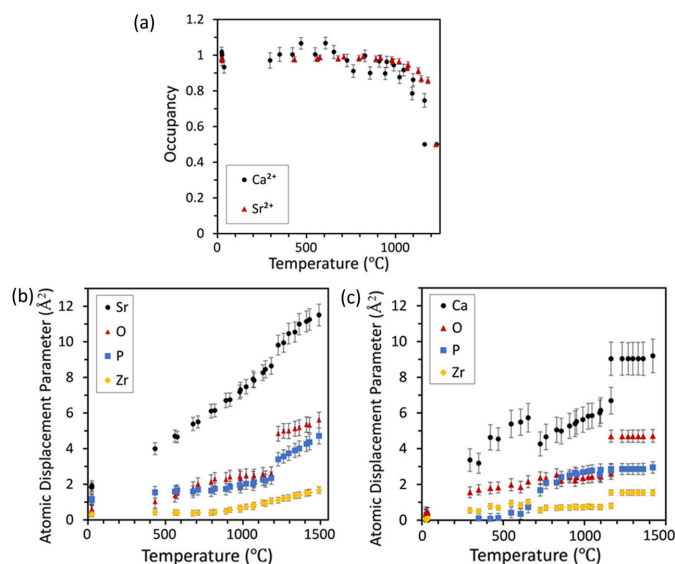 (a)
1.2
1
0.8
0.6
0.4
0.2
0
Occupancy
Ca²⁺
Sr²⁺
0 500 1000
Temperature (°C)
(b)
12
10
8
6
4
2
0
Atomic Displacement Parameter (Å²)
Sr
O
P
Zr
0 500 1000 1500
Temperature (°C)
(c)
12
10
8
6
4
2
0
Atomic Displacement Parameter (Å²)
Ca
O
P
Zr
0 500 1000 1500
Temperature (°C)